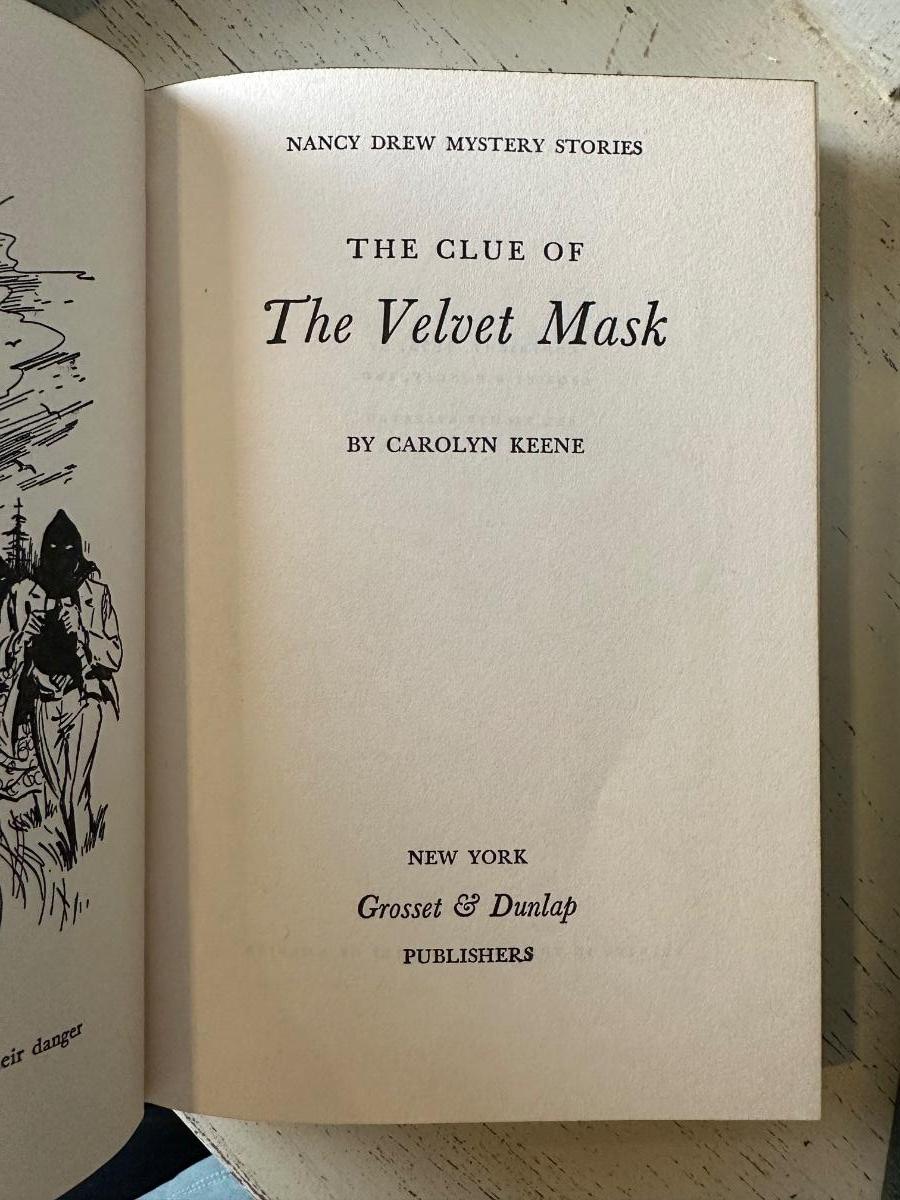 eir danger
NANCY DREW MYSTERY STORIES
THE CLUE OF
The Velvet Mask
BY CAROLYN KEENE
NEW YORK
Grosset & Dunlap
PUBLISHERS